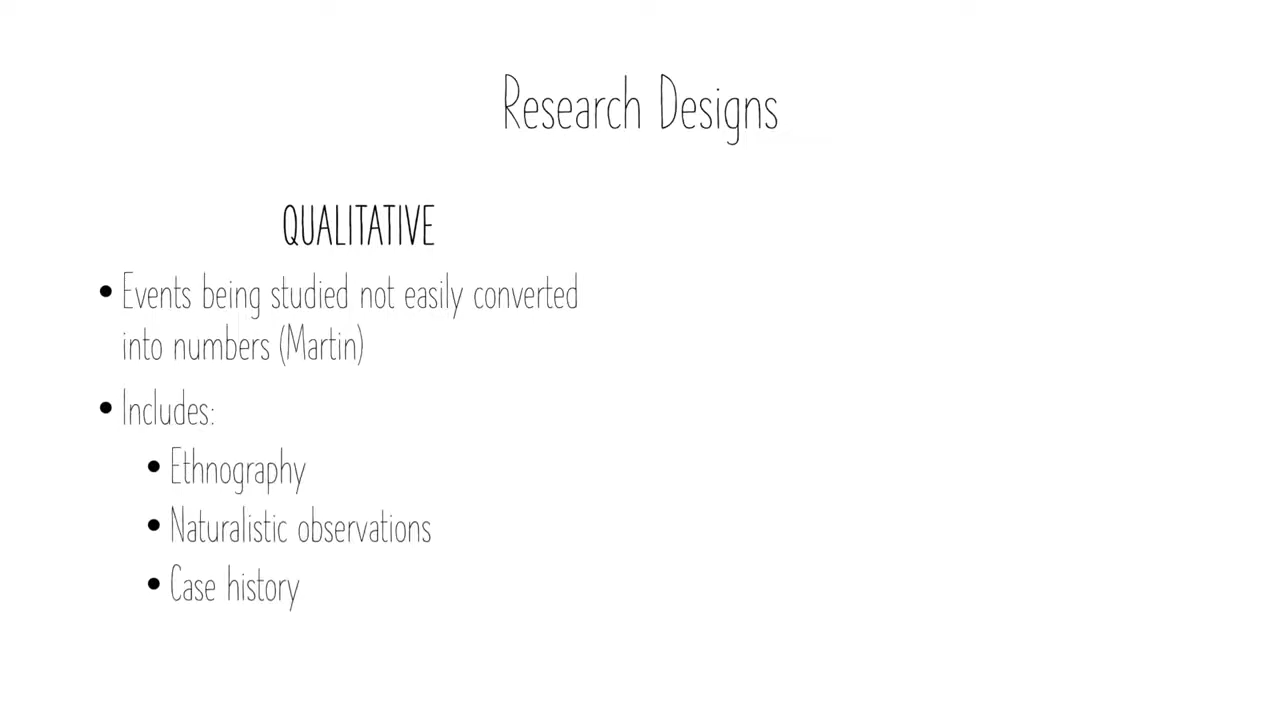 Research Designs
QUALITATIVE
• Events being studied not easily converted
into numbers (Martin)
• Includes:
• Ethnography
• Naturalistic observations
• Case history